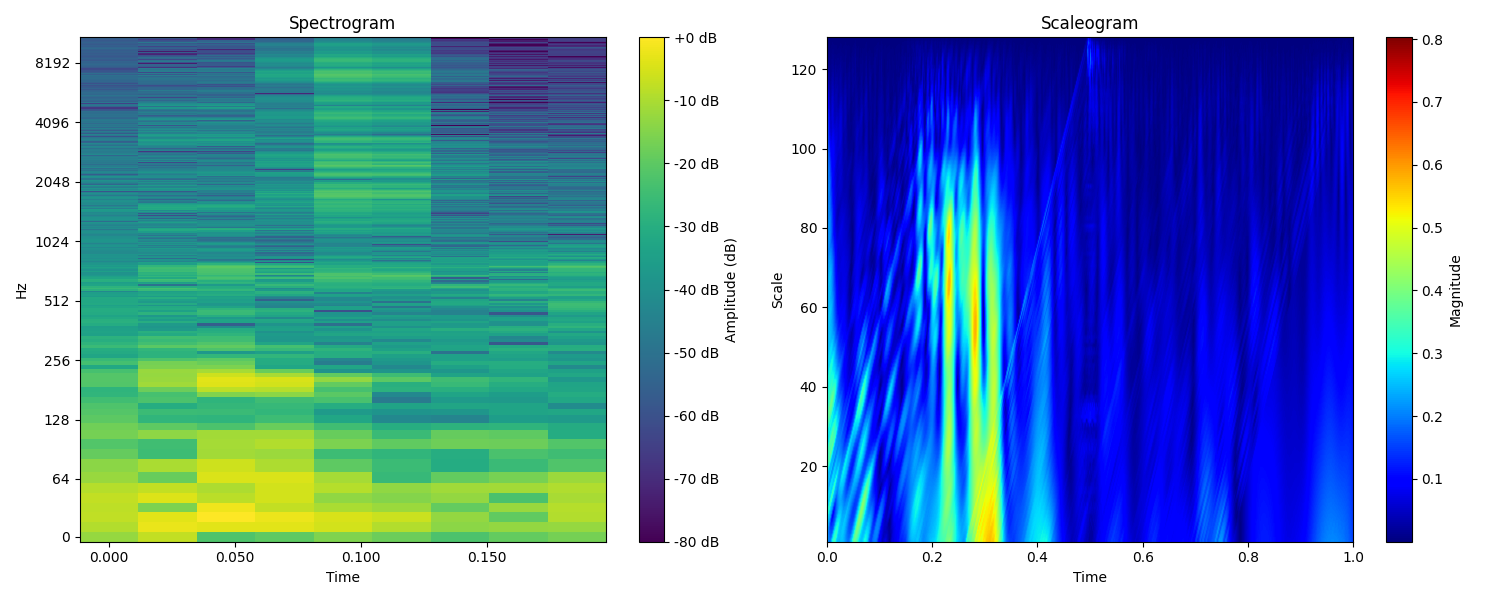 Spectrogram
Hz
8192
4096
2048
1024
512
256
128
64
0
0.000
0.050
0.100
0.150
Time
+0 dB
-10 dB
-20 dB
-30 dB
-40 dB
-50 dB
-60 dB
-70 dB
-80 dB
Amplitude (dB)
Scaleogram
Scale
120
100
80
60
40
20
0.0
0.2
0.4
0.6
0.8
1.0
Time
0.8
0.7
0.6
0.5
0.4
0.3
0.2
0.1
Magnitude